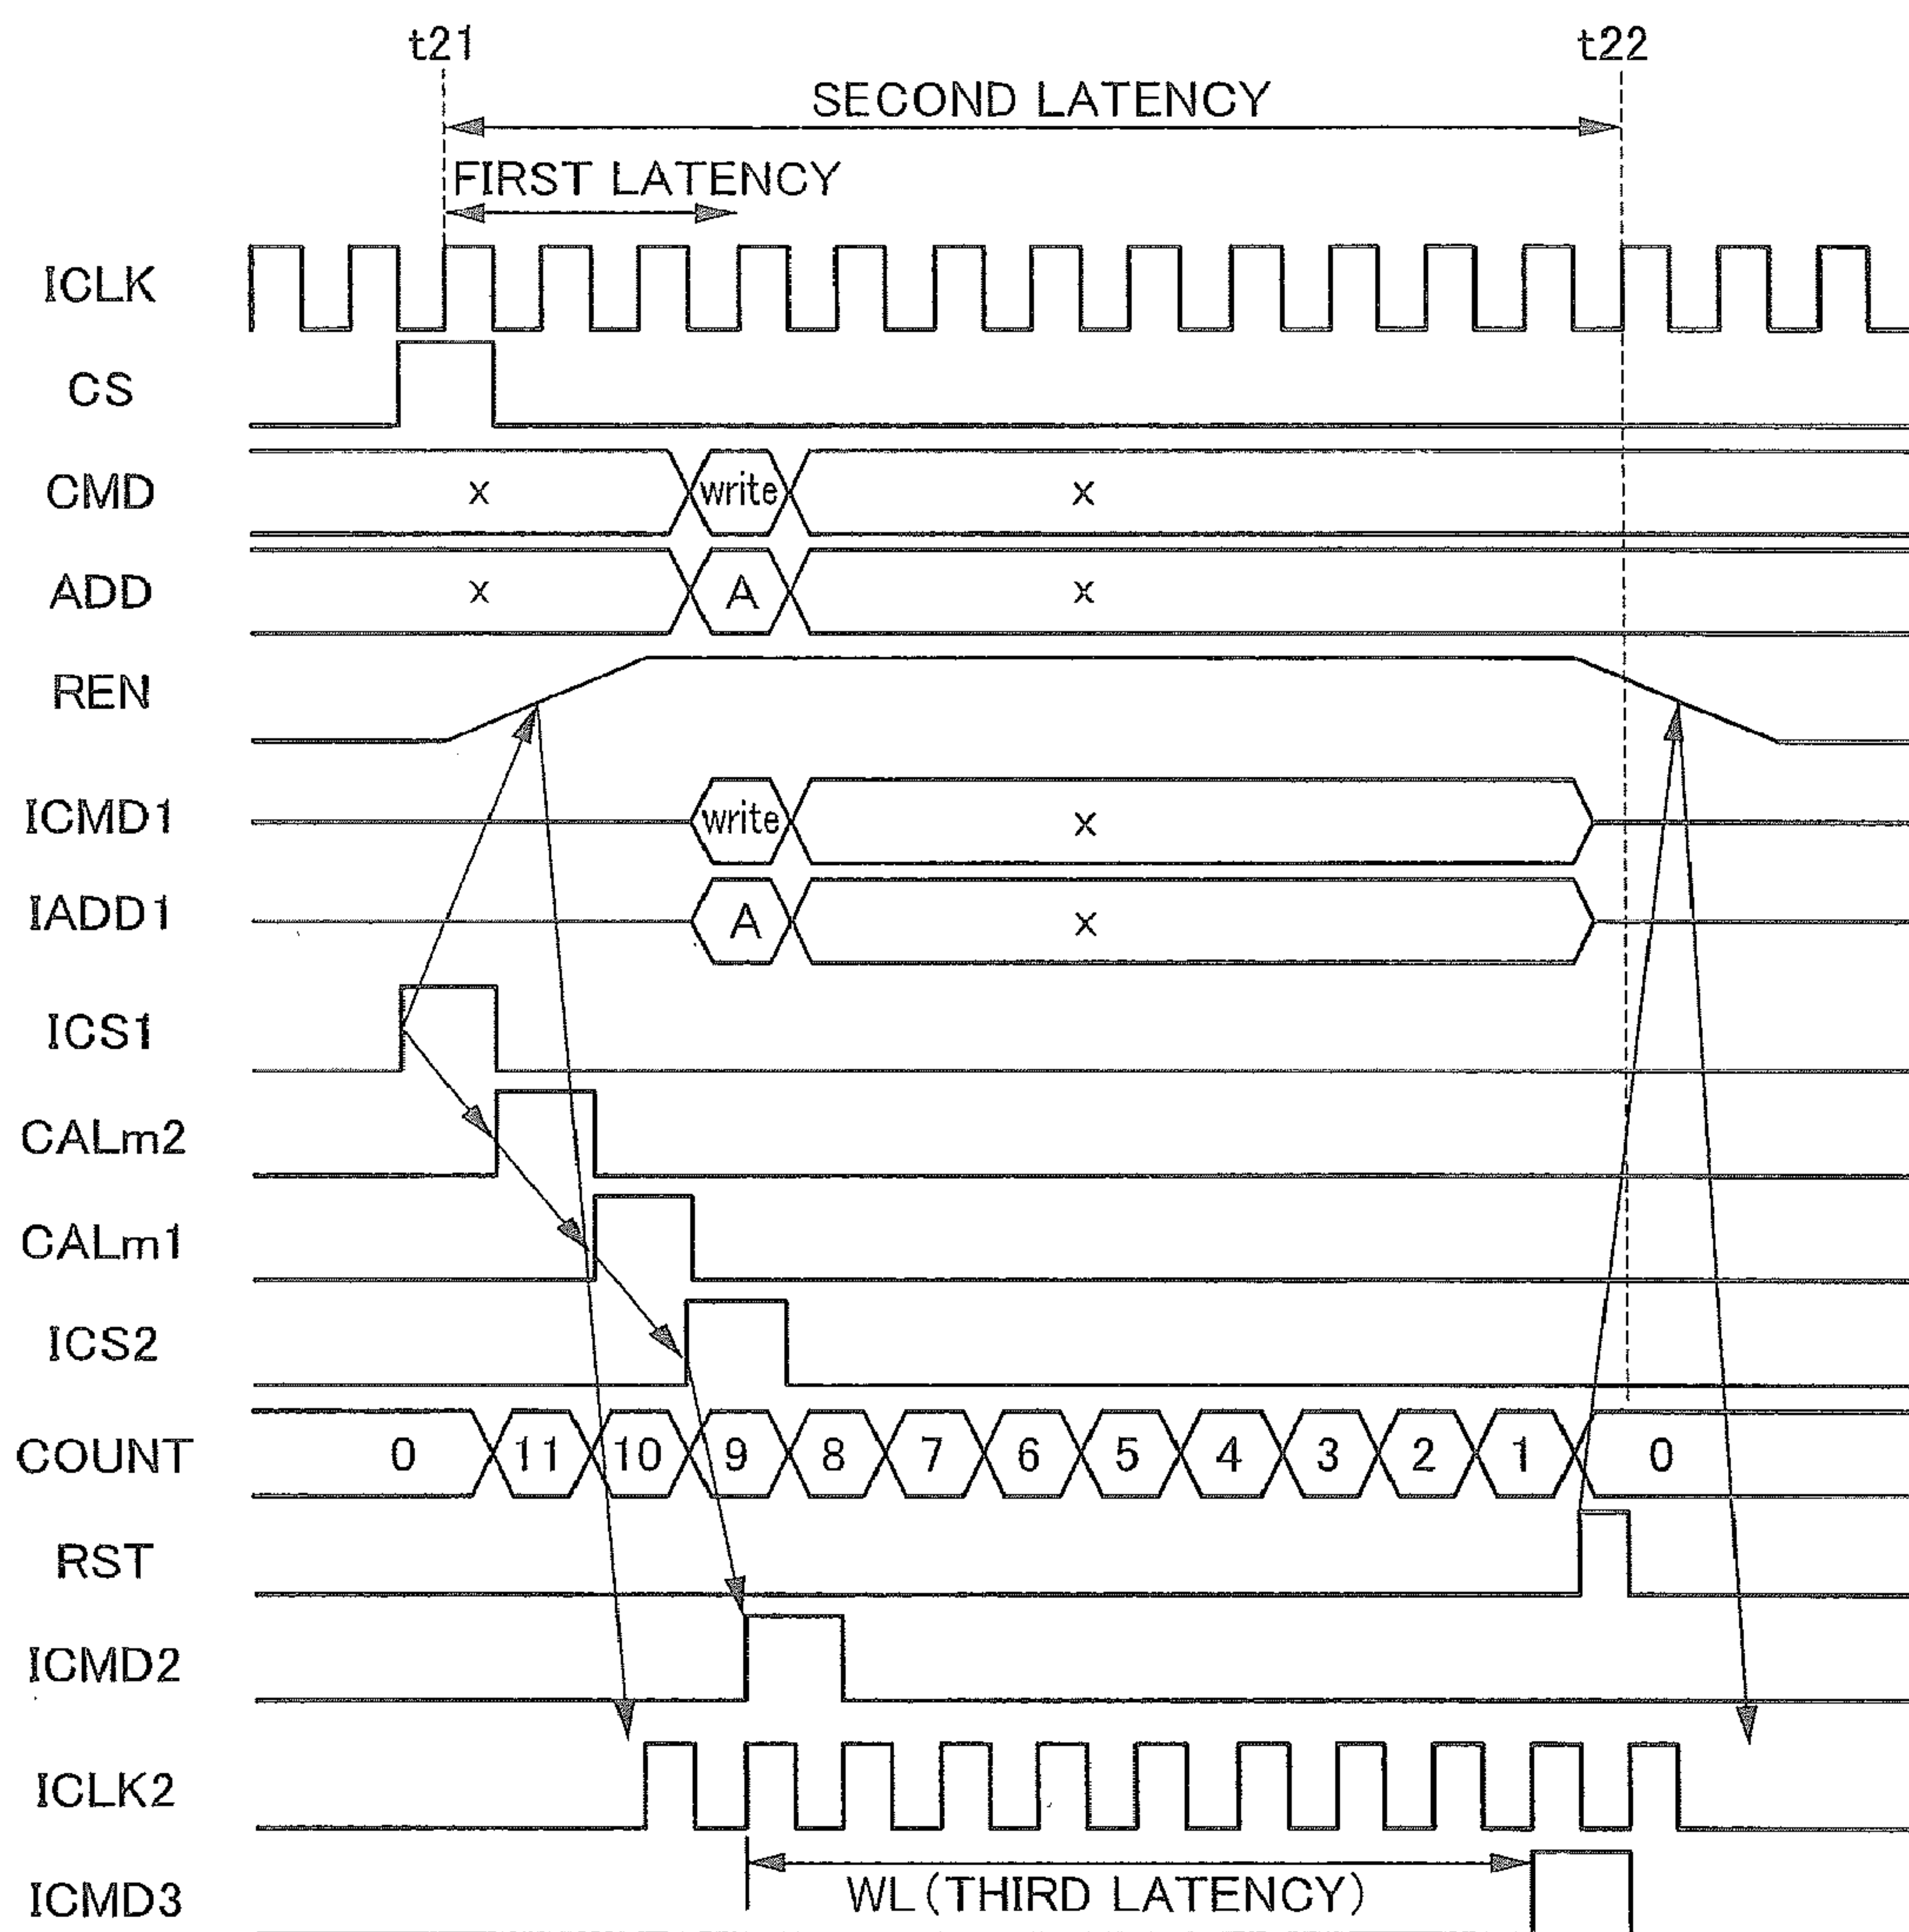 t21 t22
SECOND LATENCY
FIRST LATENCY
ICLK
CS
CMD x write x
ADD x A x
REN
ICMD1 write x
IADD1 A x
ICS1
CALm2
CALm1
ICS2
COUNT 0 11 10 9 8 7 6 5 4 3 2 1 0
RST
ICMD2
ICLK2
WL(THIRD LATENCY)
ICMD3